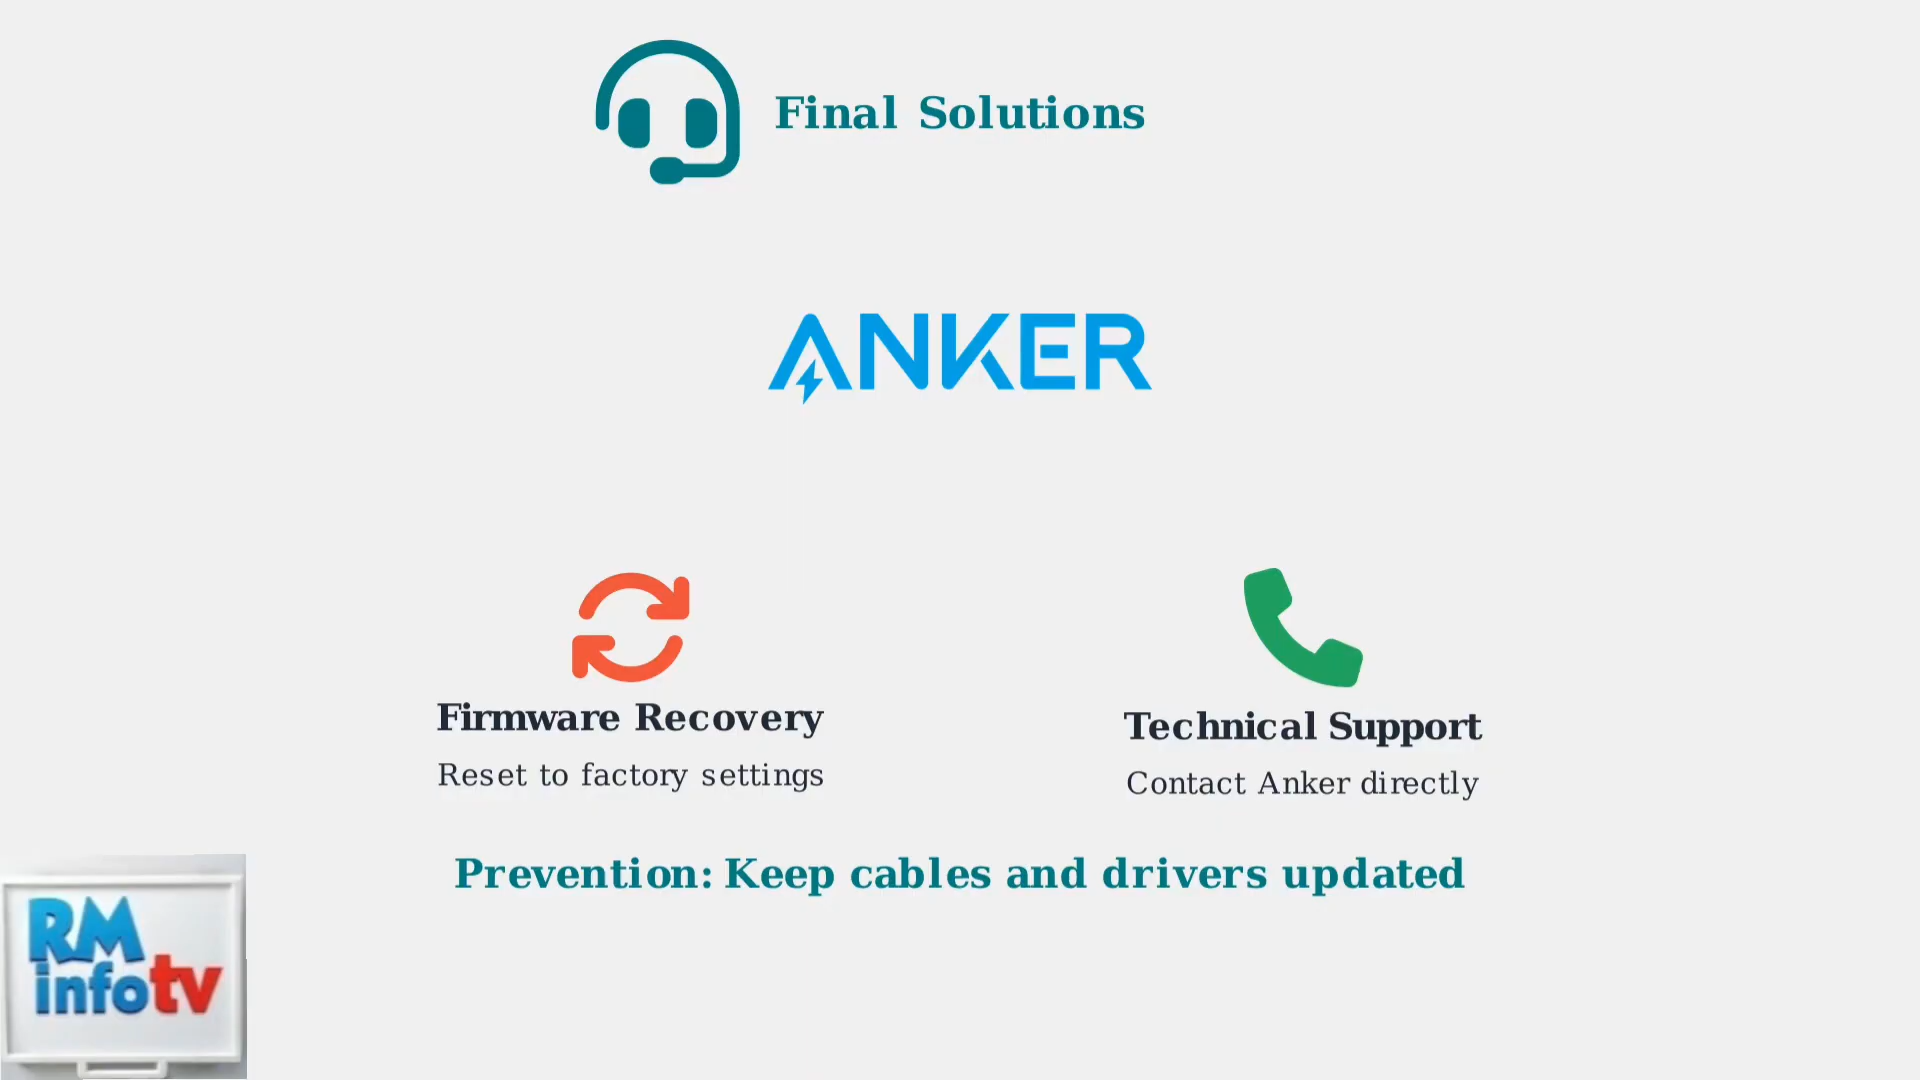 Final Solutions
ANKER
Firmware Recovery
Reset to factory settings
Technical Support
Contact Anker directly
Prevention: Keep cables and drivers updated
RM
infotv